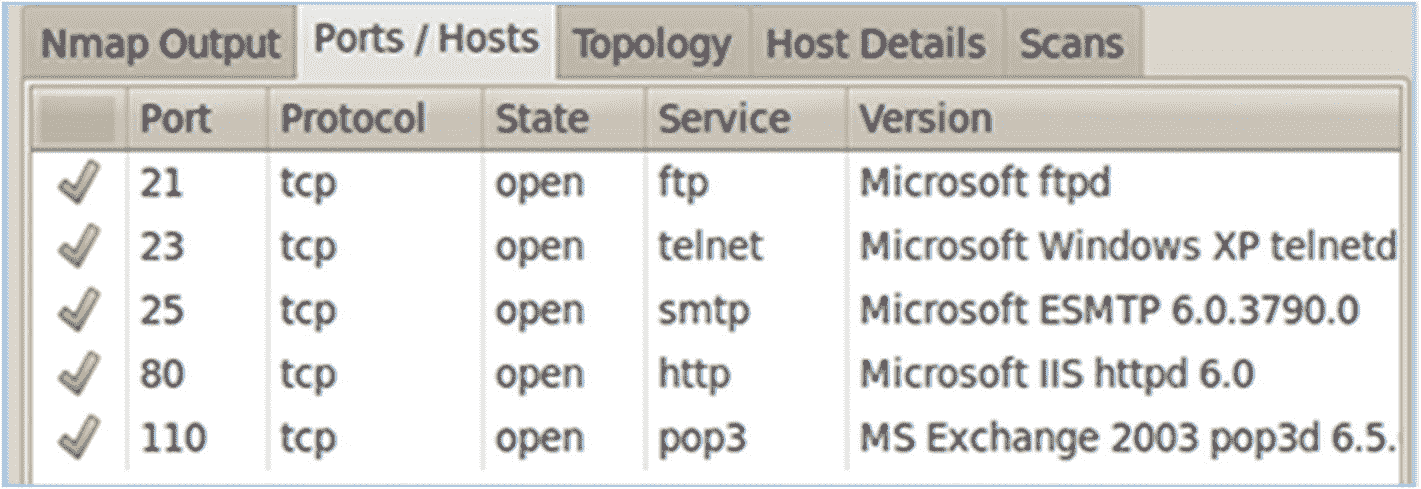 Nmap Output Ports / Hosts Topology Host Details Scans
Port Protocol State Service Version
21 tcp open ftp Microsoft ftpd
23 tcp open telnet Microsoft Windows XP telnetd
25 tcp open smtp Microsoft ESMTP 6.0.3790.0
80 tcp open http Microsoft IIS httpd 6.0
110 tcp open pop3 MS Exchange 2003 pop3d 6.5.